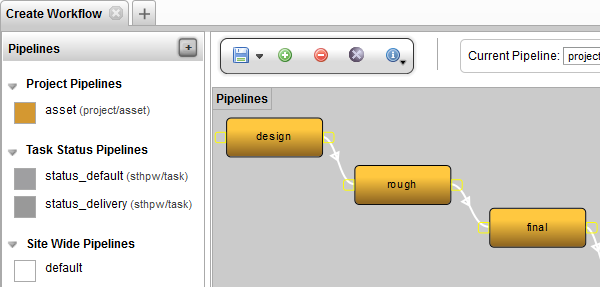 Create Workflow
Pipelines
Current Pipeline:
Project Pipelines
asset (project/asset)
Task Status Pipelines
status_default (sthpw/task)
status_delivery (sthpw/task)
Site Wide Pipelines
default
Pipelines
design
rough
final